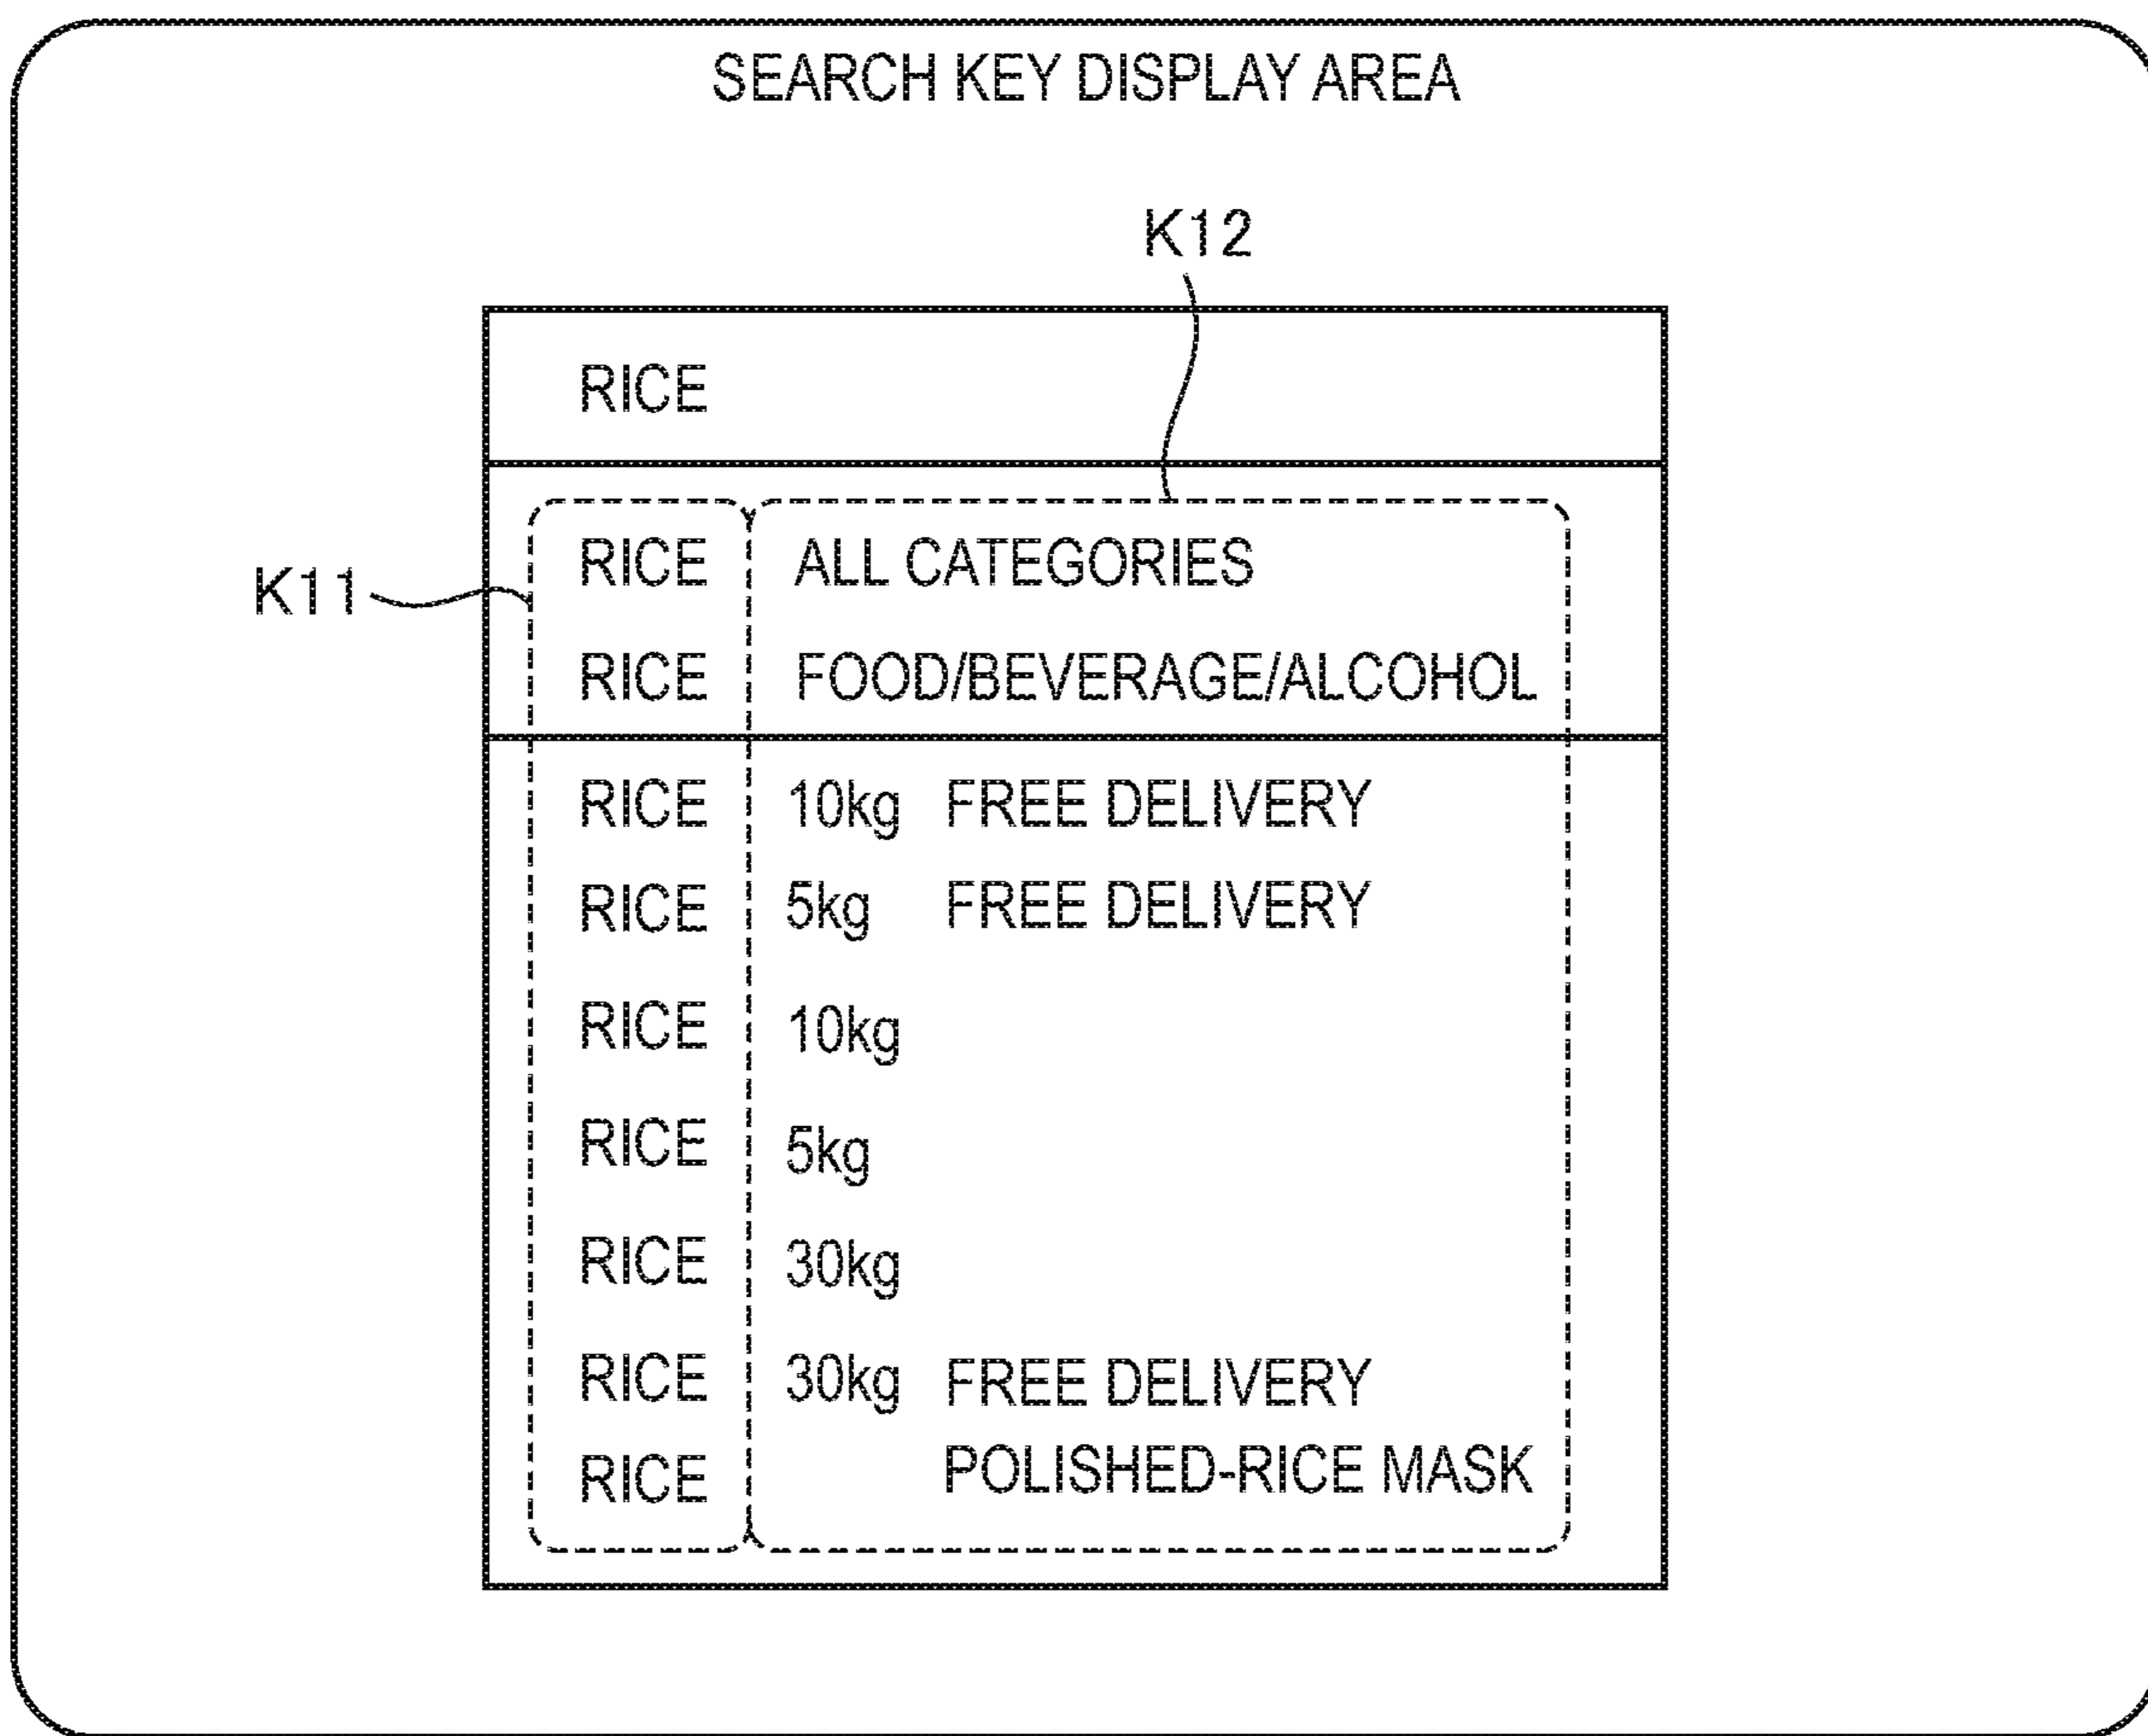 SEARCH KEY DISPLAY AREA
K12
RICE
K11
RICE ALL CATEGORIES
RICE FOOD/BEVERAGE/ALCOHOL
RICE 10kg FREE DELIVERY
RICE 5kg FREE DELIVERY
RICE 10kg
RICE 5kg
RICE 30kg
RICE 30kg FREE DELIVERY
RICE POLISHED-RICE MASK